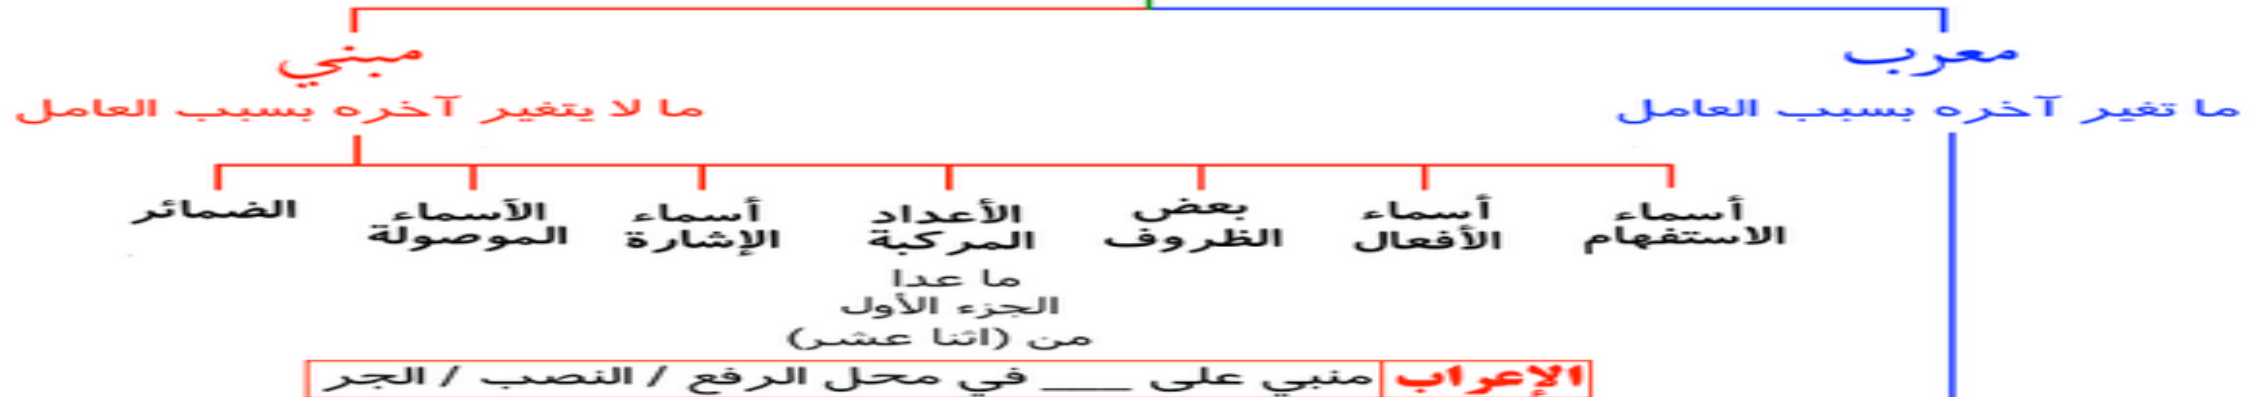 معرب
ما تغير آخره بسبب العامل
مبني
ما لا يتغير آخره بسبب العامل
أسماء
الاستفهام
أسماء
الأفعال
بعض
الظروف
الأعداد
المركبة
ما عدا
الجزء الأول
من (اثنا عشر)
أسماء
الإشارة
الأسماء
الموصولة
الضمائر
الإعراب منبي على ___ في محل الرفع / النصب / الجر